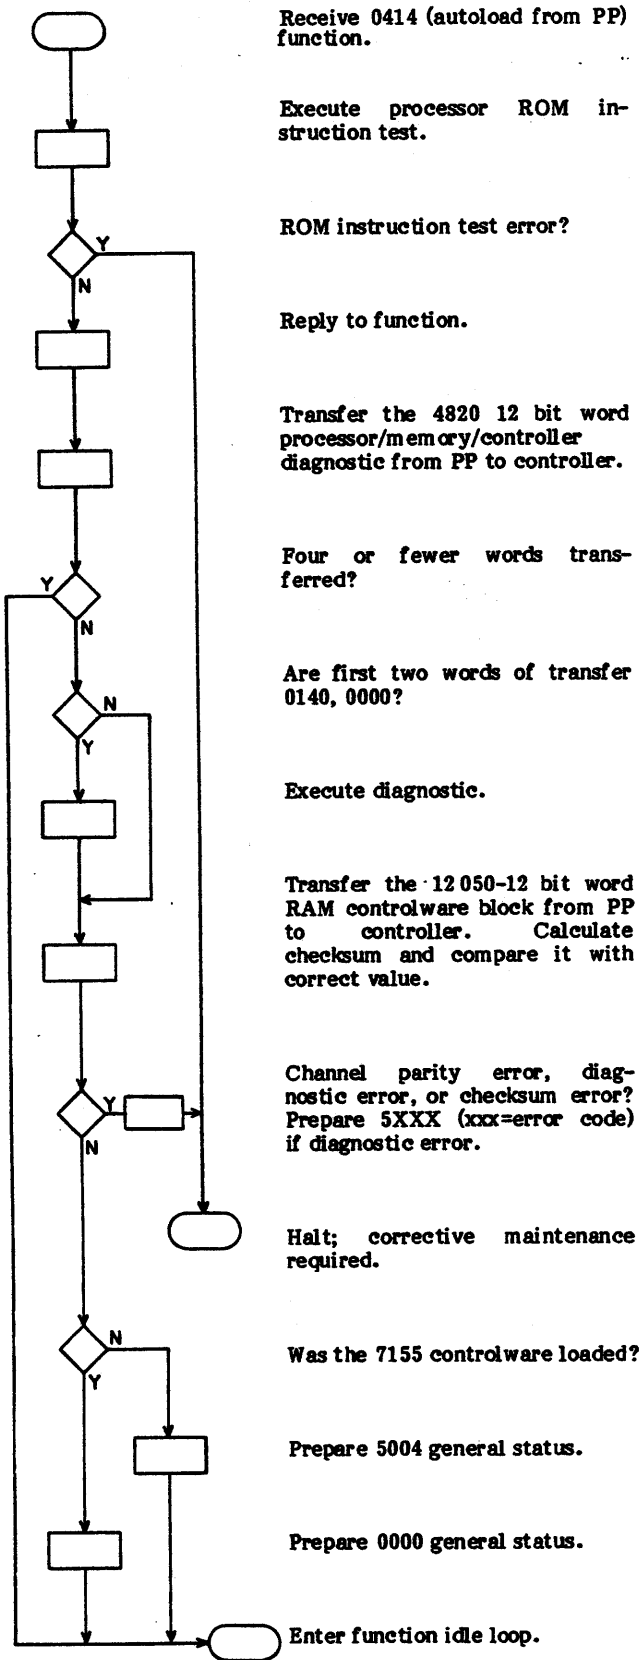 Receive 0414 (autoload from PP)
function.
Execute processor ROM in-
struction test.
ROM instruction test error?
Y
N
Reply to function.
Transfer the 4820 12 bit word
processor/memory/controller
diagnostic from PP to controller.
Four or fewer words trans-
ferred?
Y
N
Are first two words of transfer
0140, 0000?
N
Y
Execute diagnostic.
Transfer the 12 050-12 bit word
RAM controlware block from PP
to controller. Calculate
checksum and compare it with
correct value.
Channel parity error, diag-
nostic error, or checksum error?
Prepare 5XXX (xxx=error code)
if diagnostic error.
Y
N
Halt; corrective maintenance
required.
Was the 7155 controlware loaded?
N
Y
Prepare 5004 general status.
Prepare 0000 general status.
Enter function idle loop.